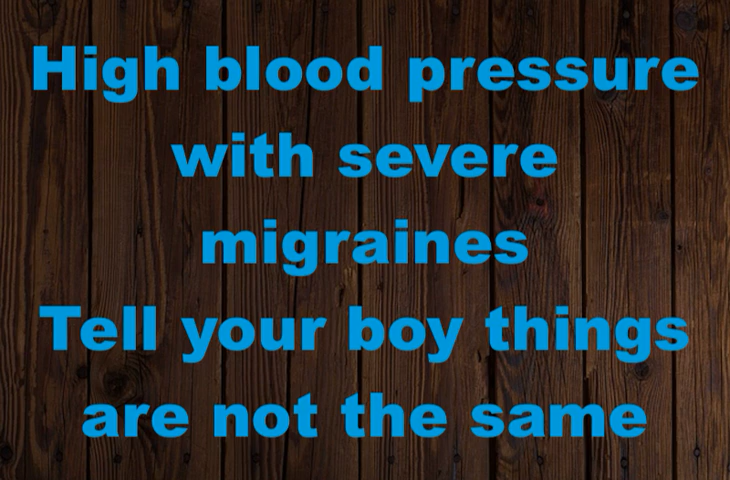 High blood pressure
with severe
migraines
Tell your boy things
are not the same